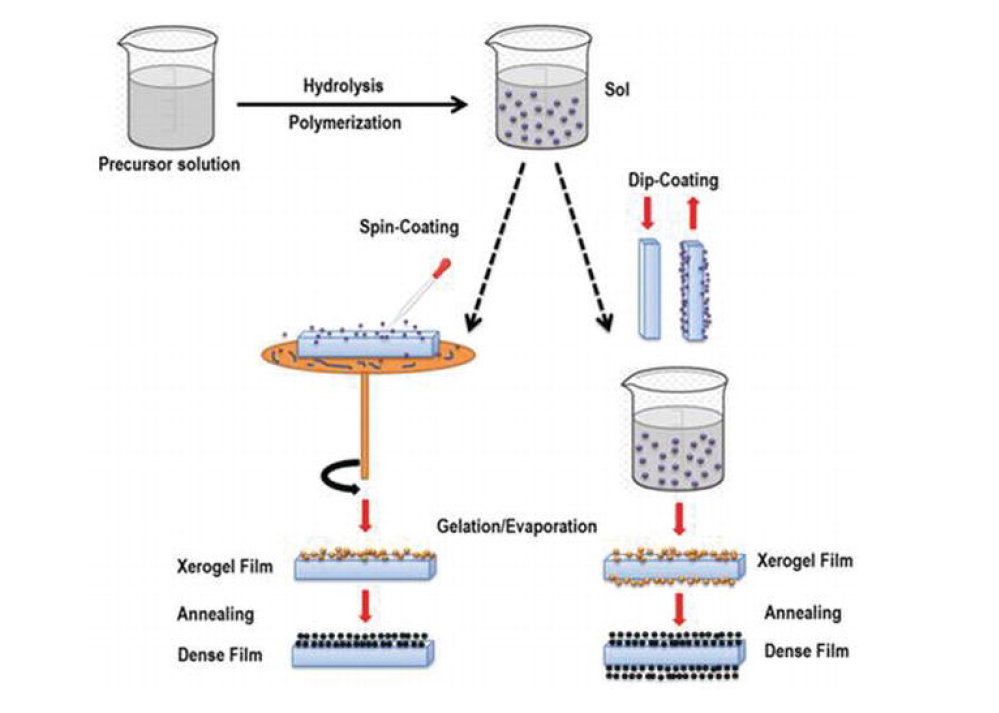 Hydrolysis
Polymerization
Sol
Precursor solution
Dip-Coating
Spin-Coating
Gelation/Evaporation
Xerogel Film
Xerogel Film
Annealing
Annealing
Dense Film
Dense Film